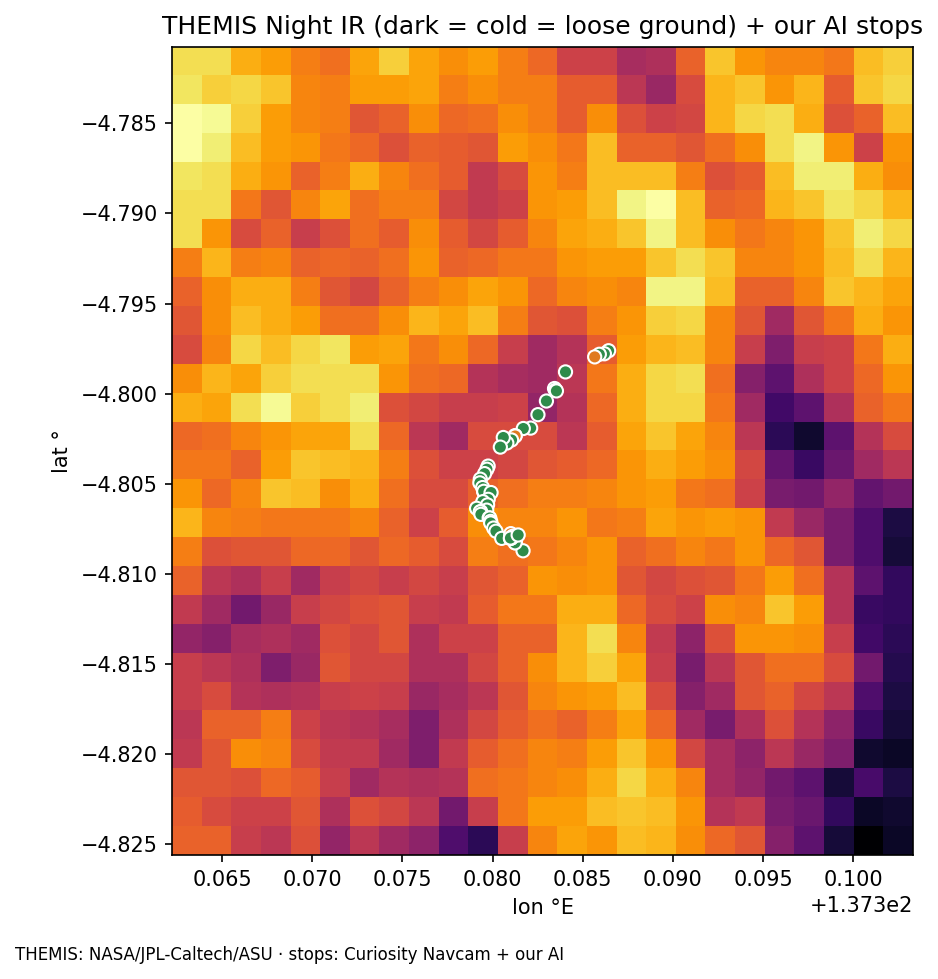 THEMIS Night IR (dark = cold = loose ground) + our AI stops
−4.785
−4.790
−4.795
−4.800
−4.805
−4.810
−4.815
−4.820
−4.825
lat °
0.065 0.070 0.075 0.080 0.085 0.090 0.095 0.100
lon °E
+1.373e2
THEMIS: NASA/JPL-Caltech/ASU · stops: Curiosity Navcam + our AI